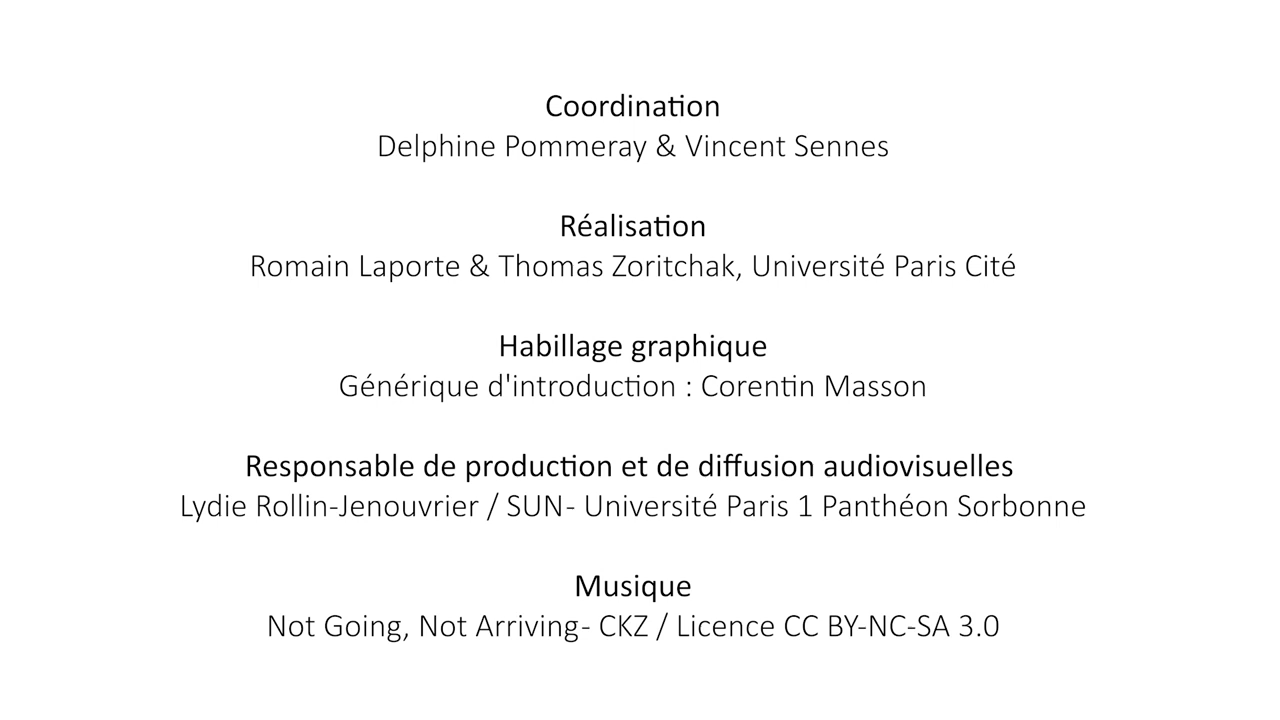 Coordination
Delphine Pommeray & Vincent Sennes
Réalisation
Romain Laporte & Thomas Zoritchak, Université Paris Cité
Habillage graphique
Générique d'introduction : Corentin Masson
Responsable de production et de diffusion audiovisuelles
Lydie Rollin-Jenouvrier / SUN- Université Paris 1 Panthéon Sorbonne
Musique
Not Going, Not Arriving- CKZ / Licence CC BY-NC-SA 3.0